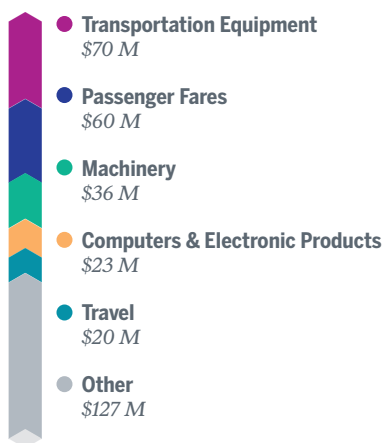 Transportation Equipment
$70 M
Passenger Fares
$60 M
Machinery
$36 M
Computers & Electronic Products
$23 M
Travel
$20 M
Other
$127 M